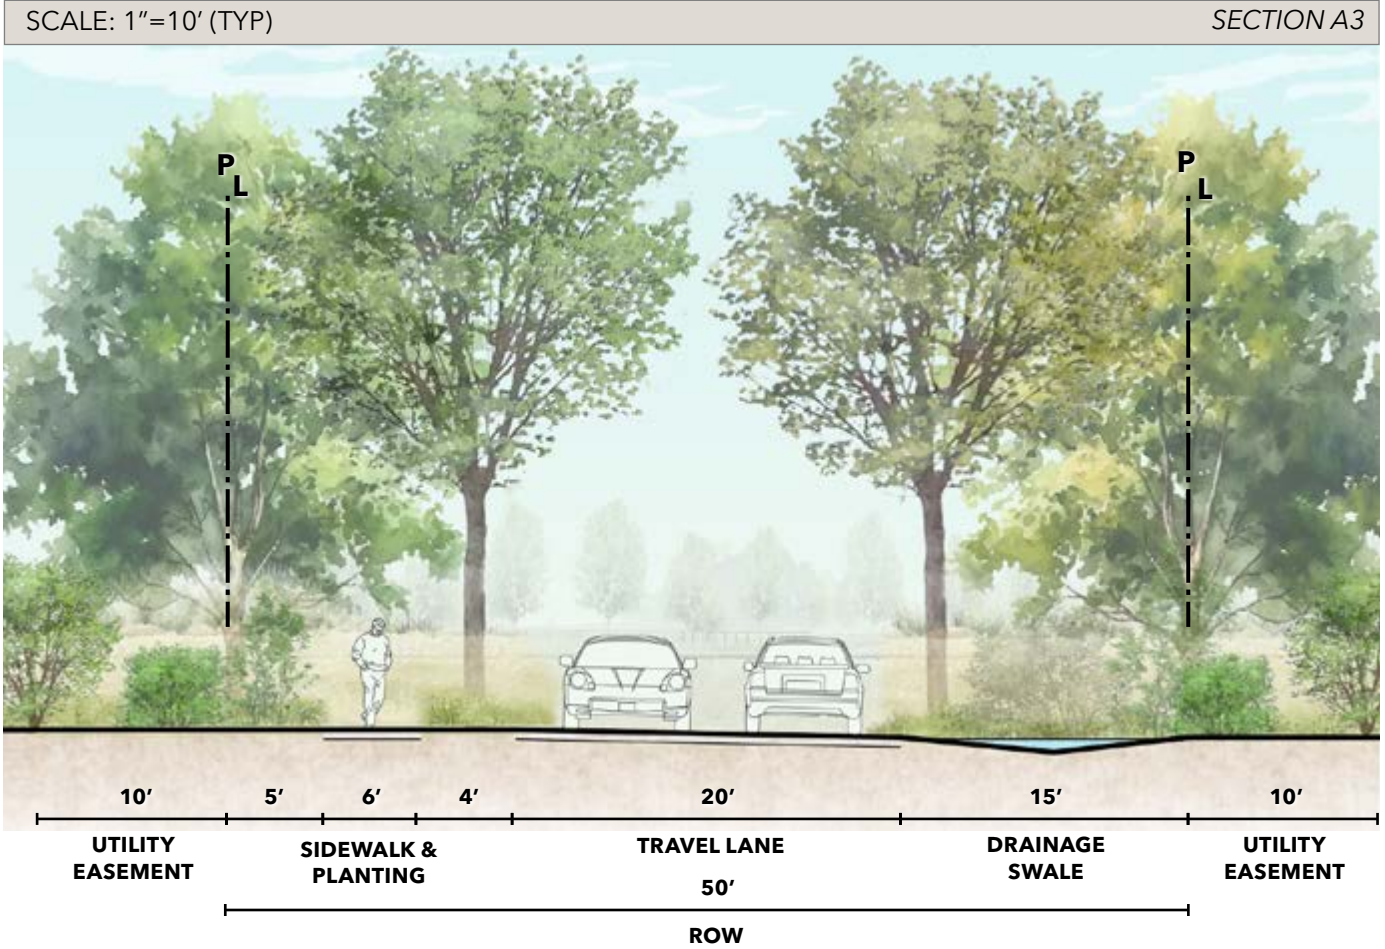 SCALE: 1”=10’ (TYP)
SECTION A3
P
L
P
L
10’
5’
6’
4’
20’
15’
10’
UTILITY
EASEMENT
SIDEWALK &
PLANTING
TRAVEL LANE
DRAINAGE
SWALE
UTILITY
EASEMENT
50’
ROW